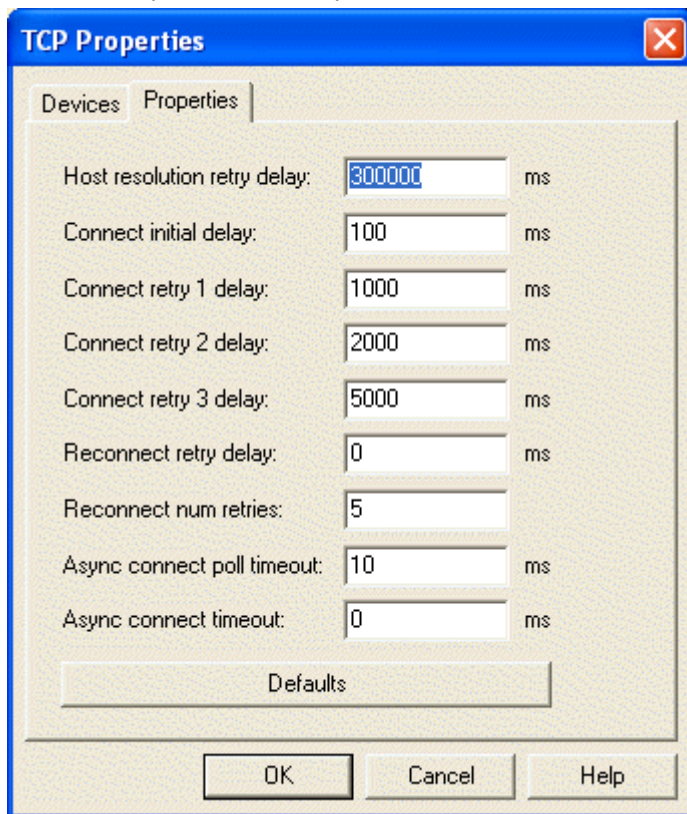 TCP Properties
Devices Properties
Host resolution retry delay: 300000 ms
Connect initial delay: 100 ms
Connect retry 1 delay: 1000 ms
Connect retry 2 delay: 2000 ms
Connect retry 3 delay: 5000 ms
Reconnect retry delay: 0 ms
Reconnect num retries: 5
Async connect poll timeout: 10 ms
Async connect timeout: 0 ms
Defaults
OK Cancel Help